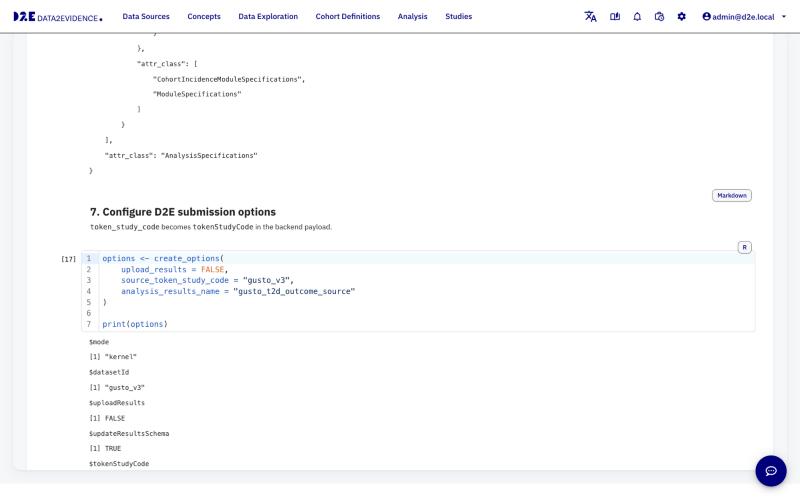 D2E DATA2EVIDENCE.
Data Sources
Concepts
Data Exploration
Cohort Definitions
Analysis
Studies
admin@d2e.local
},
"attr_class": [
"CohortIncidenceModuleSpecifications",
"ModuleSpecifications"
]
}
],
"attr_class": "AnalysisSpecifications"
}
Markdown
7. Configure D2E submission options
token_study_code becomes tokenStudyCode in the backend payload.
R
[17]
1 options <- create_options(
2 upload_results = FALSE,
3 source_token_study_code = "gusto_v3",
4 analysis_results_name = "gusto_t2d_outcome_source"
5 )
6
7 print(options)
$mode
[1] "kernel"
$datasetId
[1] "gusto_v3"
$uploadResults
[1] FALSE
$updateResultsSchema
[1] TRUE
$tokenStudyCode